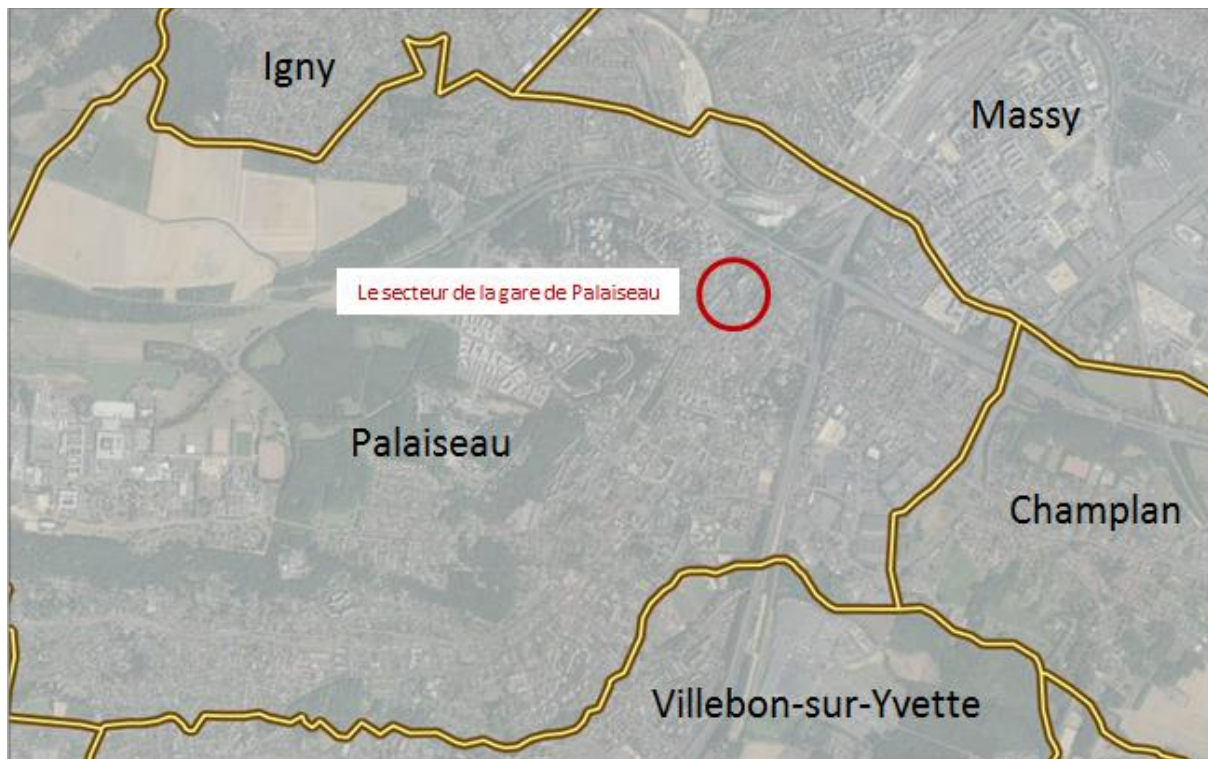 Igny
Massy
Le secteur de la gare de Palaiseau
Palaiseau
Champlan
Villebon-sur-Yvette